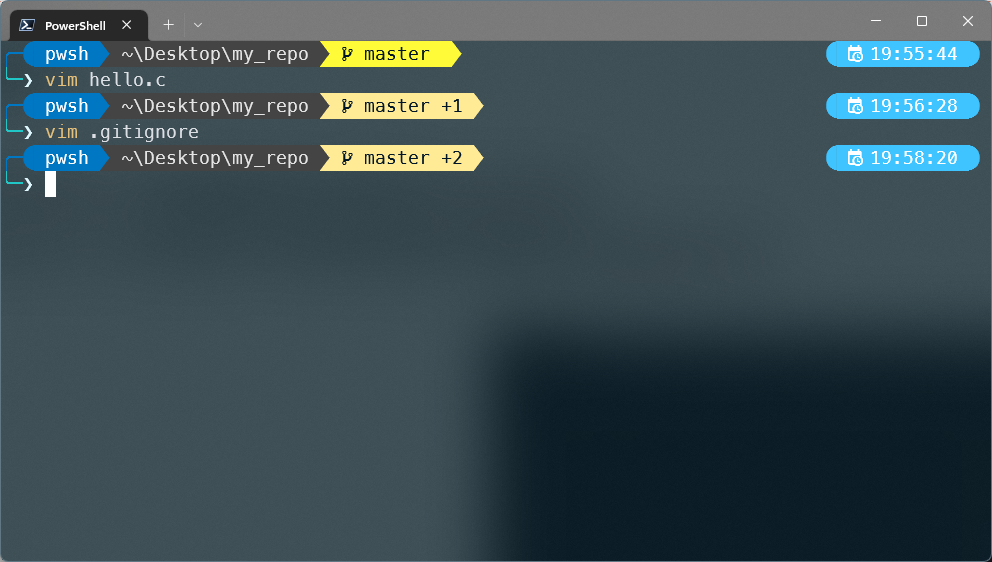 PowerShell
pwsh ~\Desktop\my_repo master 19:55:44
❯ vim hello.c
pwsh ~\Desktop\my_repo master +1 19:56:28
❯ vim .gitignore
pwsh ~\Desktop\my_repo master +2 19:58:20
❯